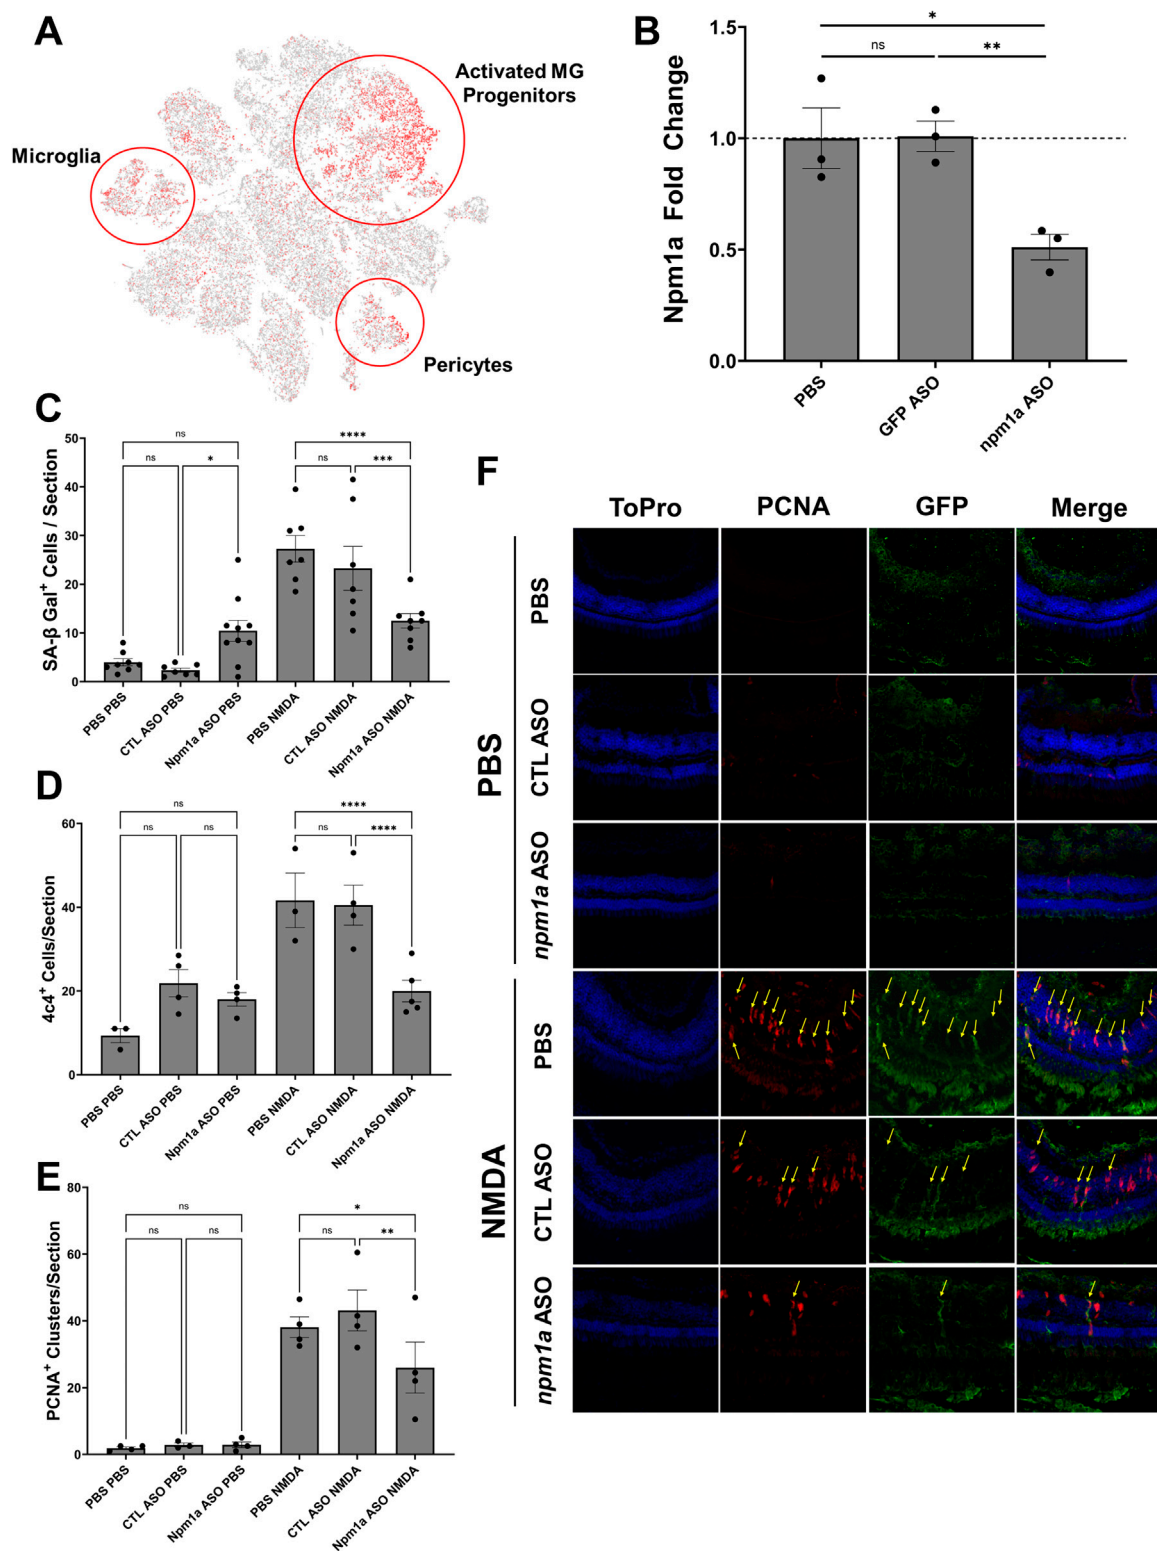 A
Activated MG
Progenitors
Microglia
Pericytes
B
Npm1a Fold Change
1.5
1.0
0.5
0.0
*
ns
**
PBS
GFP ASO
npm1a ASO
C
SA-β Gal⁺ Cells / Section
50
40
30
20
10
0
ns
ns
*
****
ns
***
PBS PBS
CTL ASO PBS
Npm1a ASO PBS
PBS NMDA
CTL ASO NMDA
Npm1a ASO NMDA
D
4c4⁺ Cells/Section
60
40
20
0
ns
ns
ns
****
ns
****
PBS PBS
CTL ASO PBS
Npm1a ASO PBS
PBS NMDA
CTL ASO NMDA
Npm1a ASO NMDA
E
PCNA⁺ Clusters/Section
80
60
40
20
0
ns
ns
ns
*
ns
**
PBS PBS
CTL ASO PBS
Npm1a ASO PBS
PBS NMDA
CTL ASO NMDA
Npm1a ASO NMDA
F
ToPro
PCNA
GFP
Merge
PBS
PBS
CTL ASO
npm1a ASO
NMDA
PBS
CTL ASO
npm1a ASO